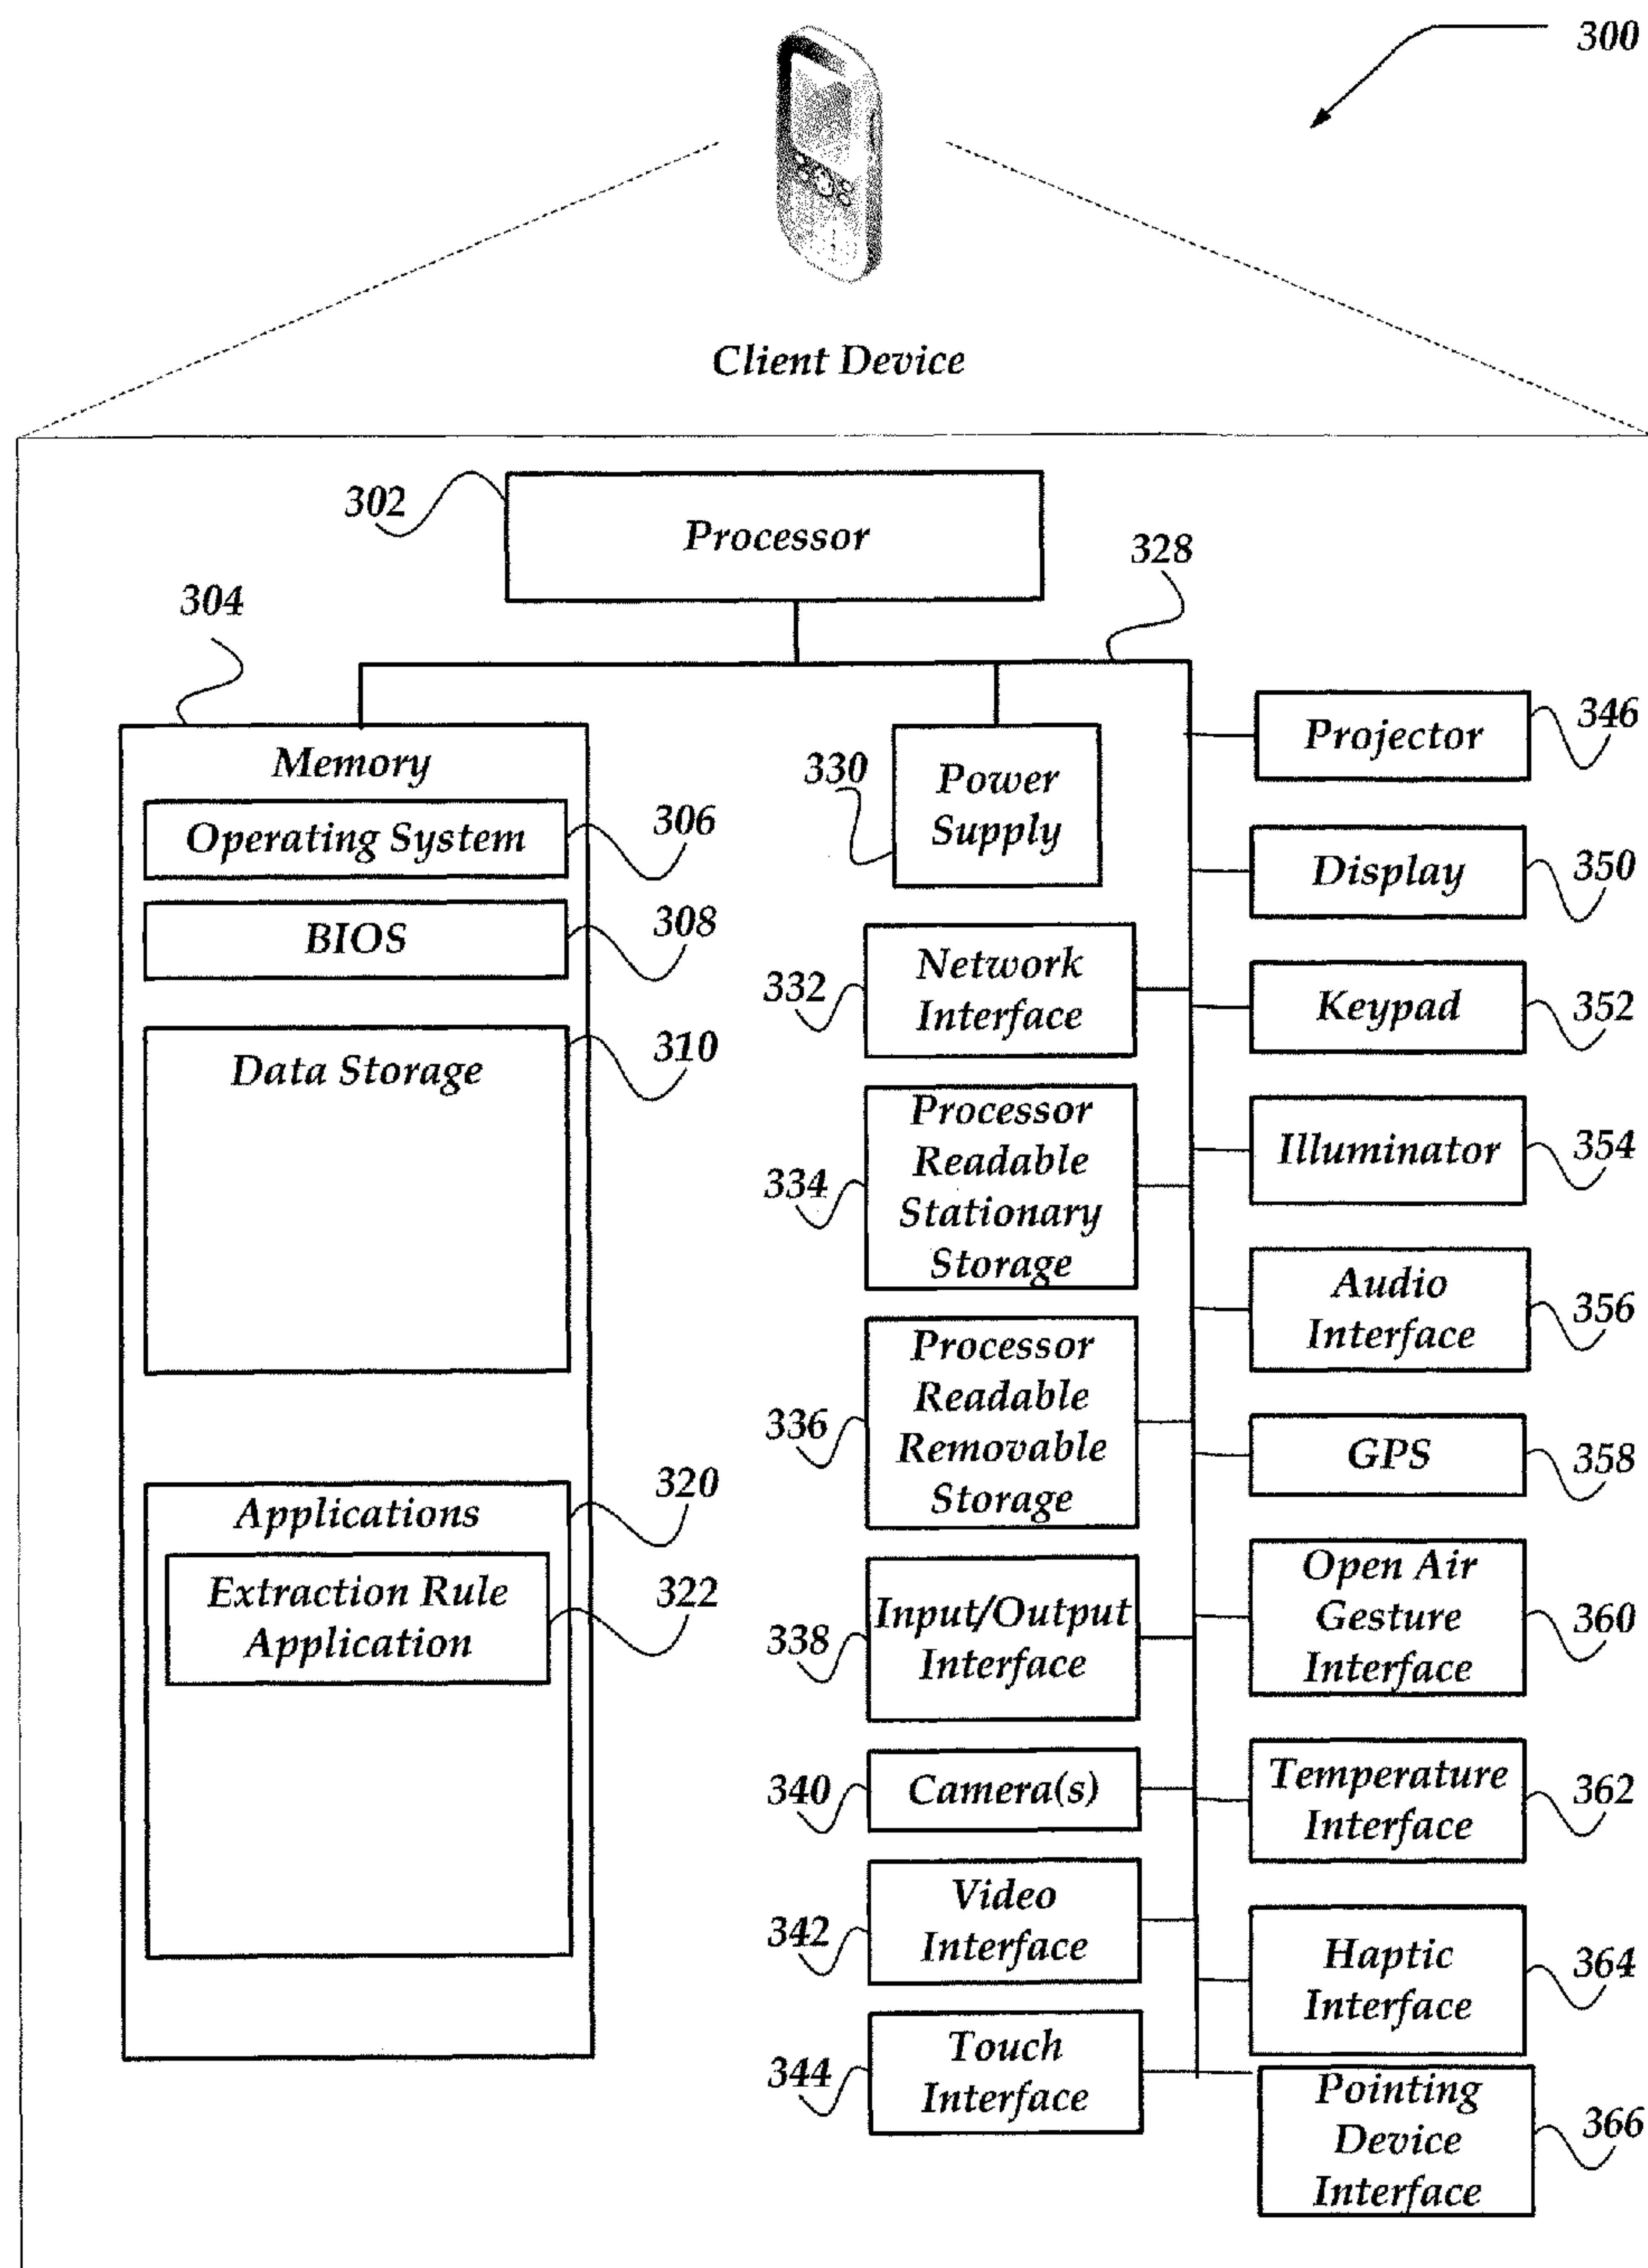 300
Client Device
302
Processor
328
304
Memory
Operating System
306
BIOS
308
Data Storage
310
Applications
320
Extraction Rule
Application
322
330
Power
Supply
332
Network
Interface
334
Processor
Readable
Stationary
Storage
336
Processor
Readable
Removable
Storage
338
Input/Output
Interface
340
Camera(s)
342
Video
Interface
344
Touch
Interface
Projector
346
Display
350
Keypad
352
Illuminator
354
Audio
Interface
356
GPS
358
Open Air
Gesture
Interface
360
Temperature
Interface
362
Haptic
Interface
364
Pointing
Device
Interface
366